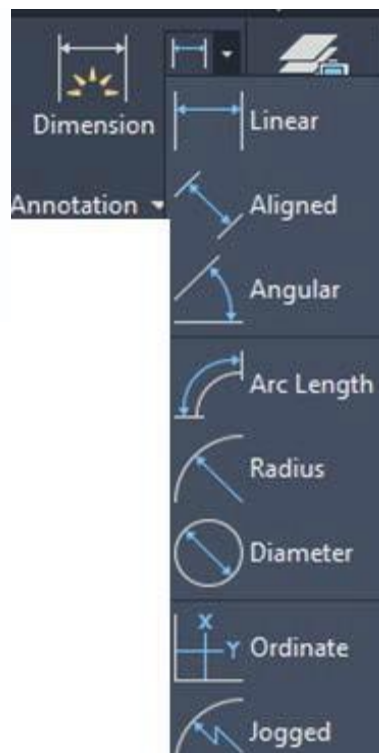 Dimension
Linear
Annotation
Aligned
Angular
Arc Length
Radius
Diameter
X
Y
Ordinate
Jogged